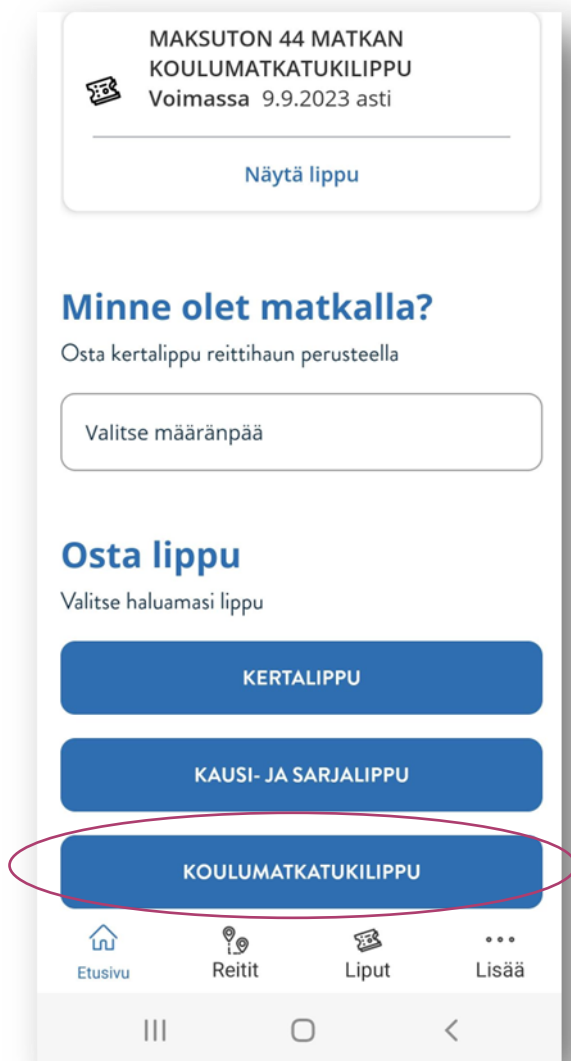 MAKSUTON 44 MATKAN
KOULUMATKATUKILIPPU
Voimassa 9.9.2023 asti
Näytä lippu
Minne olet matkalla?
Osta kertalippu reittihaun perusteella
Valitse määränpää
Osta lippu
Valitse haluamasi lippu
KERTALIPPU
KAUSI- JA SARJALIPPU
KOULUMATKATUKILIPPU
Etusivu Reitit Liput Lisää